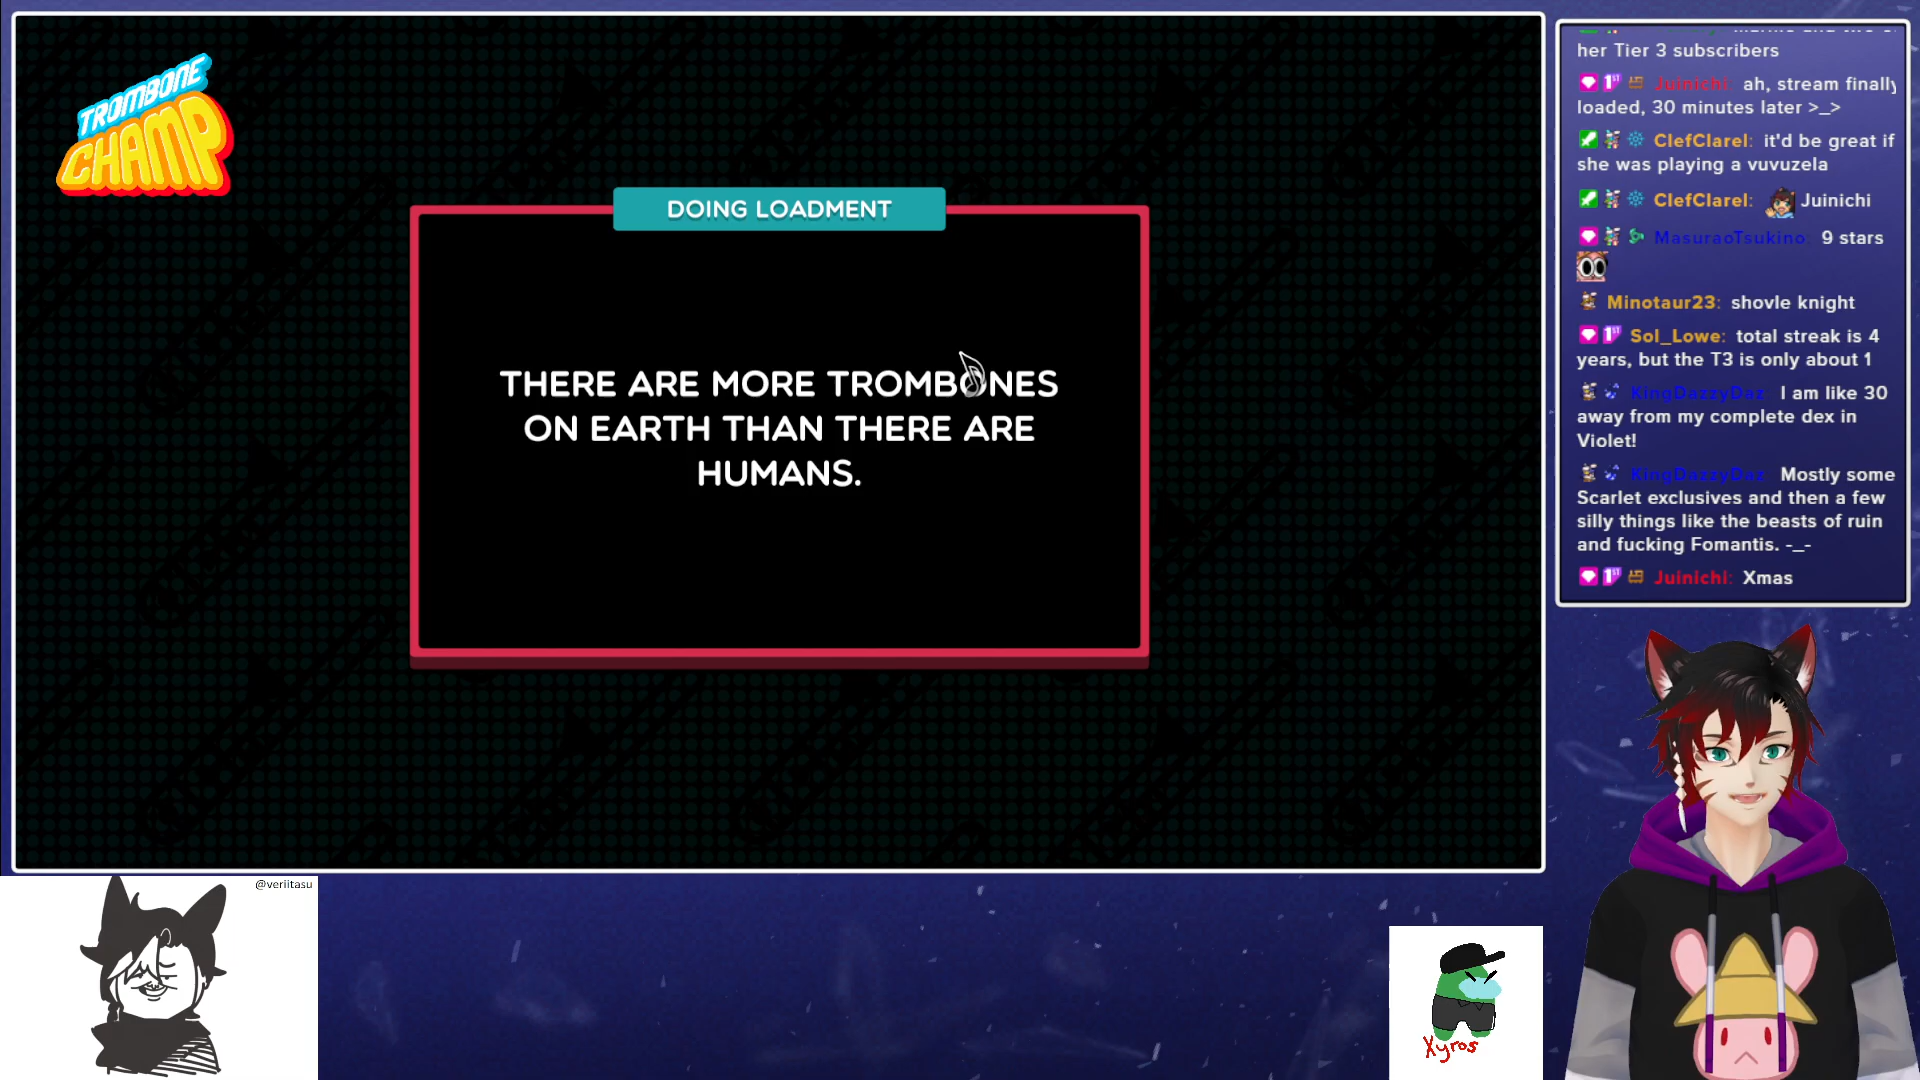 TROMBONE
CHAMP
DOING LOADMENT
THERE ARE MORE TROMBONES
ON EARTH THAN THERE ARE
HUMANS.
her Tier 3 subscribers
Juinichi: ah, stream finally
loaded, 30 minutes later >_>
ClefClarel: it'd be great if
she was playing a vuvuzela
ClefClarel: Juinichi
MasuraoTsukino: 9 stars
Minotaur23: shovle knight
Sol_Lowe: total streak is 4
years, but the T3 is only about 1
KingDazzyDaz: I am like 30
away from my complete dex in
Violet!
KingDazzyDaz: Mostly some
Scarlet exclusives and then a few
silly things like the beasts of ruin
and fucking Fomantis. -_-
Juinichi: Xmas
@veriitasu
Xyros